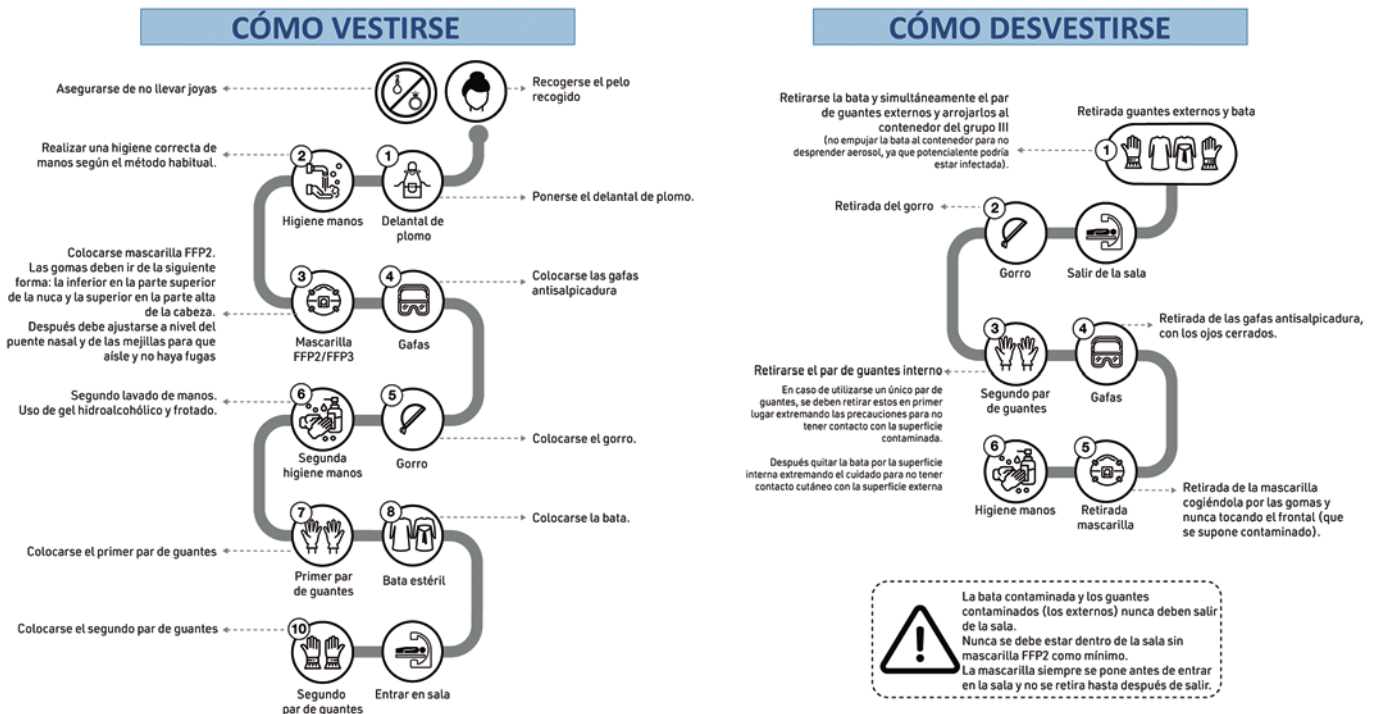 CÓMO VESTIRSE
Asegurarse de no llevar joyas
Recogerse el pelo
recogido
Realizar una higiene correcta de
manos según el método habitual.
2
Higiene manos
1
Delantal de
plomo
Ponerse el delantal de plomo.
Colocarse mascarilla FFP2.
Las gomas deben ir de la siguiente
forma: la inferior en la parte superior
de la nuca y la superior en la parte alta
de la cabeza.
Después debe ajustarse a nivel del
puente nasal y de las mejillas para que
aísle y no haya fugas
3
Mascarilla
FFP2/FFP3
4
Gafas
Colocarse las gafas
antisalpicadura
Segundo lavado de manos.
Uso de gel hidroalcohólico y frotado.
6
Segunda
higiene manos
5
Gorro
Colocarse el gorro.
Colocarse el primer par de guantes
7
Primer par
de guantes
8
Bata estéril
Colocarse la bata.
Colocarse el segundo par de guantes
10
Segundo
par de guantes
Entrar en sala
CÓMO DESVESTIRSE
Retirarse la bata y simultáneamente el par
de guantes externos y arrojarlos al
contenedor del grupo III
(no empujar la bata al contenedor para no
desprender aerosol, ya que potencialente podría
estar infectada).
Retirada guantes externos y bata
1
Retirada del gorro
2
Gorro
Salir de la sala
Retirarse el par de guantes interno
En caso de utilizarse un único par de
guantes, se deben retirar estos en primer
lugar extremando las precauciones para no
tener contacto con la superficie
contaminada.
Después quitar la bata por la superficie
interna extremando el cuidado para no tener
contacto cutáneo con la superficie externa
3
Segundo par
de guantes
4
Gafas
Retirada de las gafas antisalpicadura,
con los ojos cerrados.
6
Higiene manos
5
Retirada
mascarilla
Retirada de la mascarilla
cogiéndola por las gomas y
nunca tocando el frontal (que
se supone contaminado).
La bata contaminada y los guantes
contaminados (los externos) nunca deben salir
de la sala.
Nunca se debe estar dentro de la sala sin
mascarilla FFP2 como mínimo.
La mascarilla siempre se pone antes de entrar
en la sala y no se retira hasta después de salir.